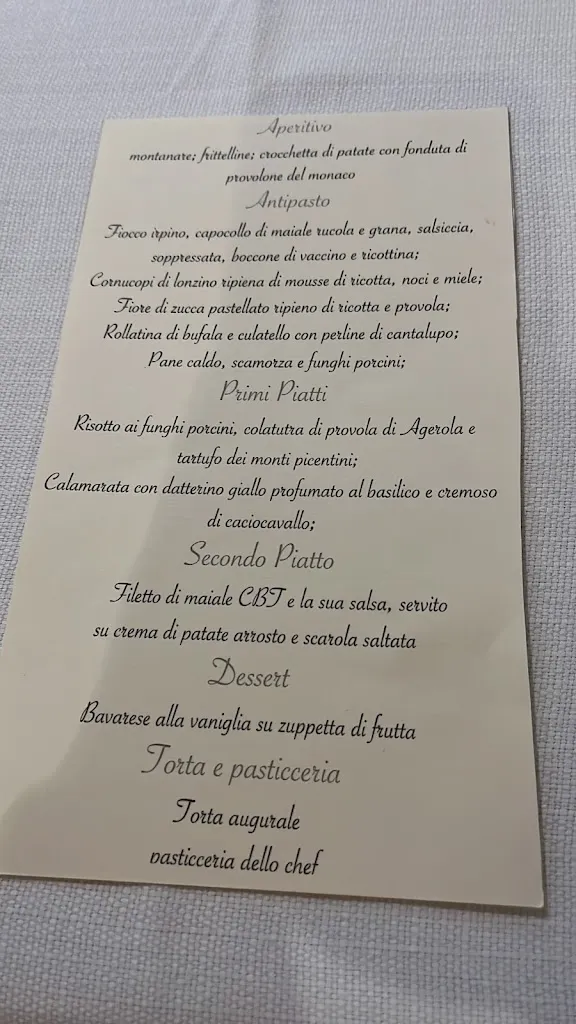 Aperitivo
montanare; frittelline; crocchetta di patate con fonduta di
provolone del monaco
Antipasto
Fiocco irpino, capocollo di maiale rucola e grana, salsiccia,
soppressata, boccone di vaccino e ricottina;
Cornucopi di lonzino ripiena di mousse di ricotta, noci e miele;
Fiore di zucca pastellato ripieno di ricotta e provola;
Rollatina di bufala e culatello con perline di cantalupo;
Pane caldo, scamorza e funghi porcini;
Primi Piatti
Risotto ai funghi porcini, colatutra di provola di Agerola e
tartufo dei monti picentini;
Calamarata con datterino giallo profumato al basilico e cremoso
di caciocavallo;
Secondo Piatto
Filetto di maiale CBT e la sua salsa, servito
su crema di patate arrosto e scarola saltata
Dessert
Bavarese alla vaniglia su zuppetta di frutta
Torta e pasticceria
Torta augurale
pasticceria dello chef